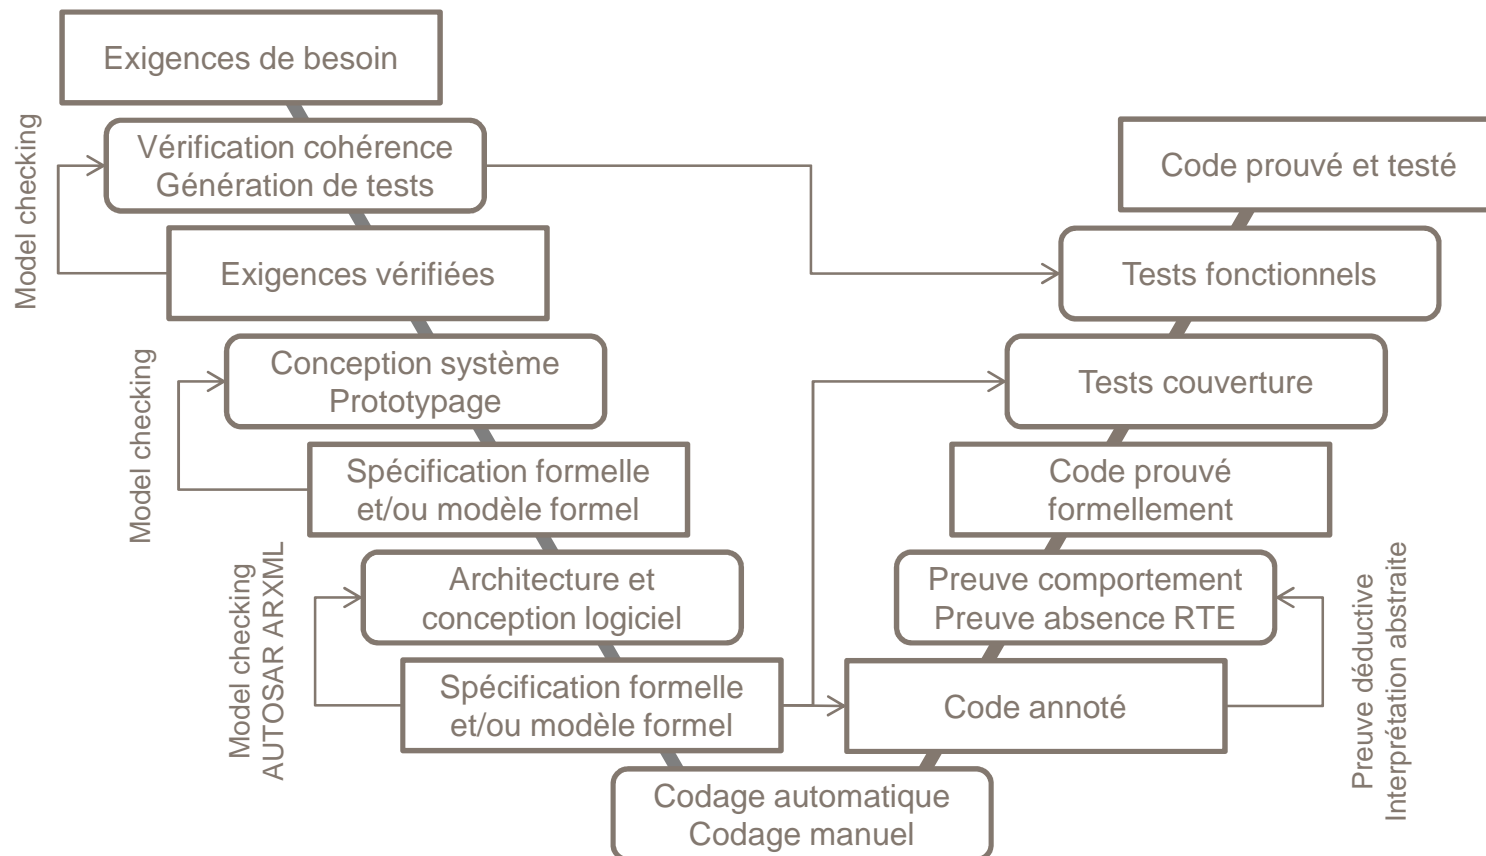 Exigences de besoin
Model checking
Vérification cohérence
Génération de tests
Exigences vérifiées
Model checking
Conception système
Prototypage
Spécification formelle
et/ou modèle formel
Model checking
AUTOSAR ARXML
Architecture et
conception logiciel
Spécification formelle
et/ou modèle formel
Codage automatique
Codage manuel
Code prouvé et testé
Tests fonctionnels
Tests couverture
Code prouvé
formellement
Preuve comportement
Preuve absence RTE
Code annoté
Preuve déductive
Interprétation abstraite